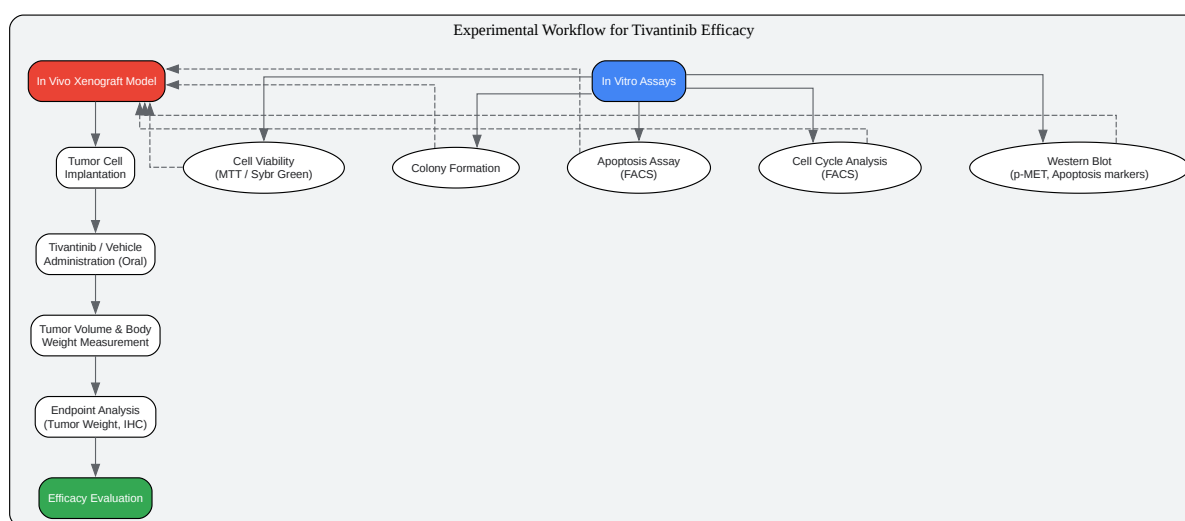 Experimental Workflow for Tivantinib Efficacy
In Vivo Xenograft Model
In Vitro Assays
Tumor Cell
Implantation
Cell Viability
(MTT / Sybr Green)
Colony Formation
Apoptosis Assay
(FACS)
Cell Cycle Analysis
(FACS)
Western Blot
(p-MET, Apoptosis markers)
Tivantinib / Vehicle
Administration (Oral)
Tumor Volume & Body
Weight Measurement
Endpoint Analysis
(Tumor Weight, IHC)
Efficacy Evaluation